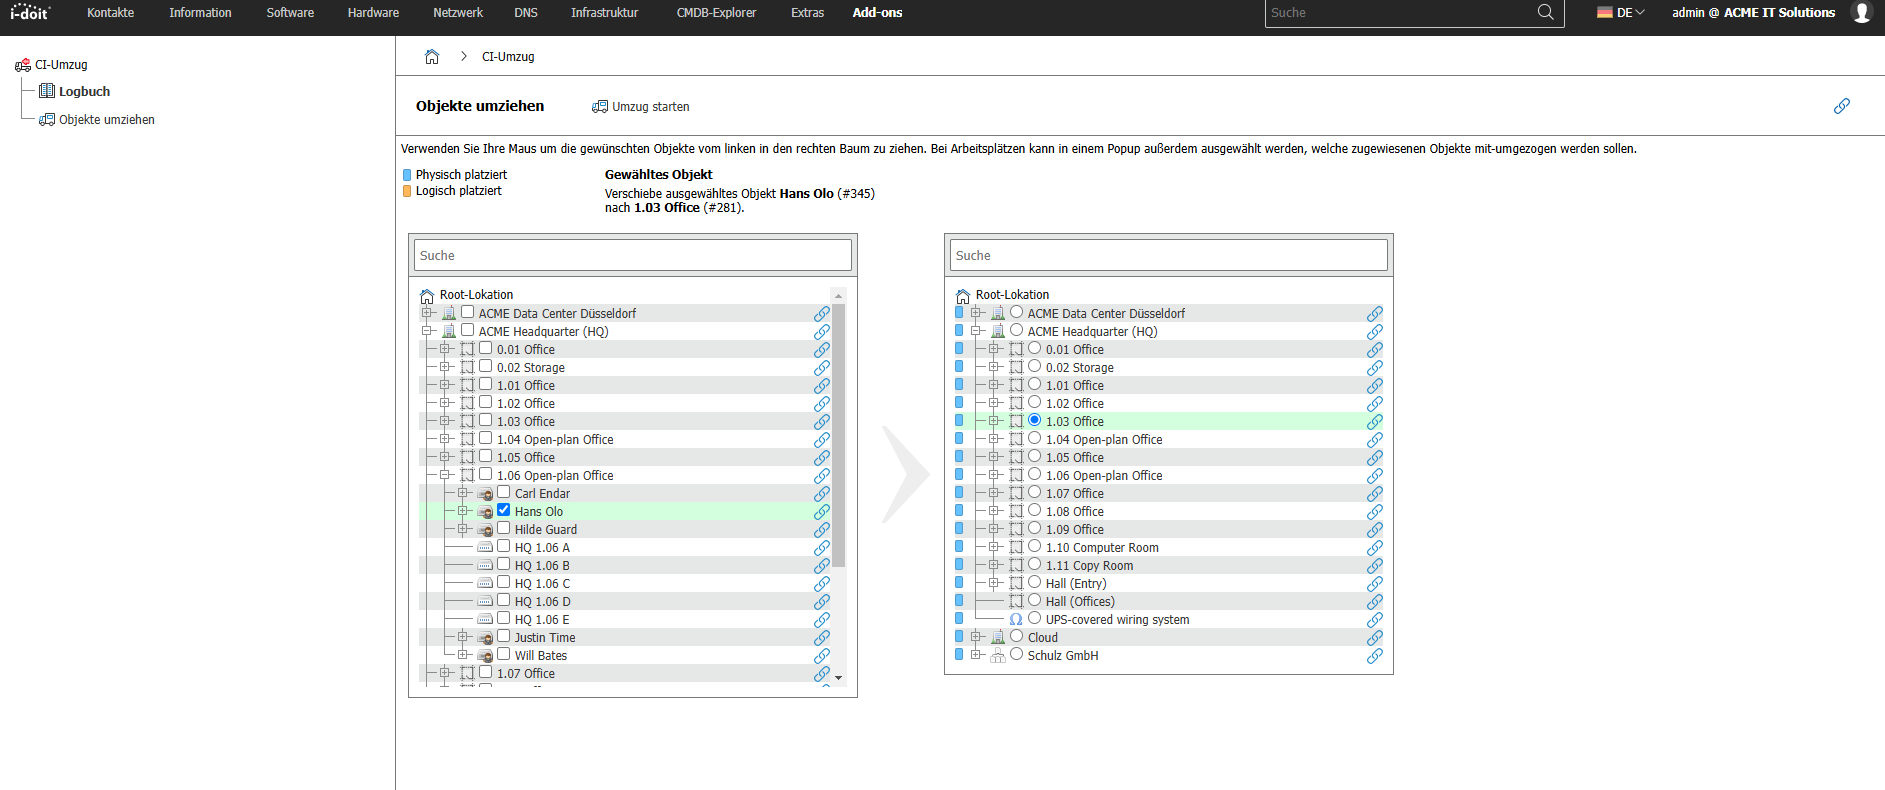 i-doit
Kontakte Information Software Hardware Netzwerk DNS Infrastruktur CMDB-Explorer Extras Add-ons Suche DE admin @ ACME IT Solutions
CI-Umzug
Logbuch
Objekte umziehen
CI-Umzug
Objekte umziehen Umzug starten
Verwenden Sie Ihre Maus um die gewünschten Objekte vom linken in den rechten Baum zu ziehen. Bei Arbeitsplätzen kann in einem Popup außerdem ausgewählt werden, welche zugewiesenen Objekte mit-umgezogen werden sollen.
Physisch platziert
Logisch platziert
Gewähltes Objekt
Verschiebe ausgewähltes Objekt Hans Olo (#345)
nach 1.03 Office (#281).
Suche
Root-Lokation
ACME Data Center Düsseldorf
ACME Headquarter (HQ)
0.01 Office
0.02 Storage
1.01 Office
1.02 Office
1.03 Office
1.04 Open-plan Office
1.05 Office
1.06 Open-plan Office
Carl Endar
Hans Olo
Hilde Guard
HQ 1.06 A
HQ 1.06 B
HQ 1.06 C
HQ 1.06 D
HQ 1.06 E
Justin Time
Will Bates
1.07 Office
Suche
Root-Lokation
ACME Data Center Düsseldorf
ACME Headquarter (HQ)
0.01 Office
0.02 Storage
1.01 Office
1.02 Office
1.03 Office
1.04 Open-plan Office
1.05 Office
1.06 Open-plan Office
1.07 Office
1.08 Office
1.09 Office
1.10 Computer Room
1.11 Copy Room
Hall (Entry)
Hall (Offices)
UPS-covered wiring system
Cloud
Schulz GmbH